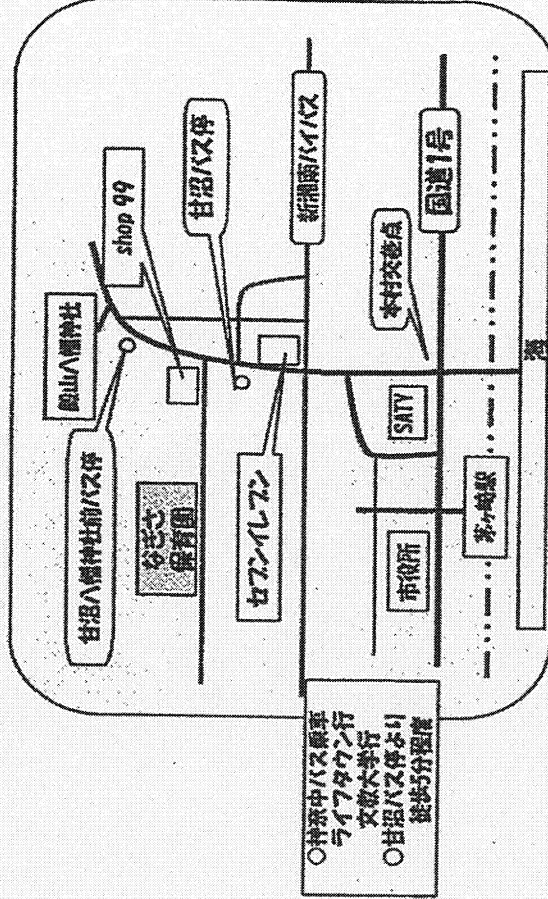 殿山八幡神社
甘沼八幡神社前バス停
shop 99
なぎさ
保育園
甘沼バス停
セブンイレブン
新湘南バイパス
○神奈中バス乗車
ライフタウン行
文教大学行
○甘沼バス停より
徒歩5分程度
市役所
SATY
本村交差点
国道1号
茅ヶ崎駅
海